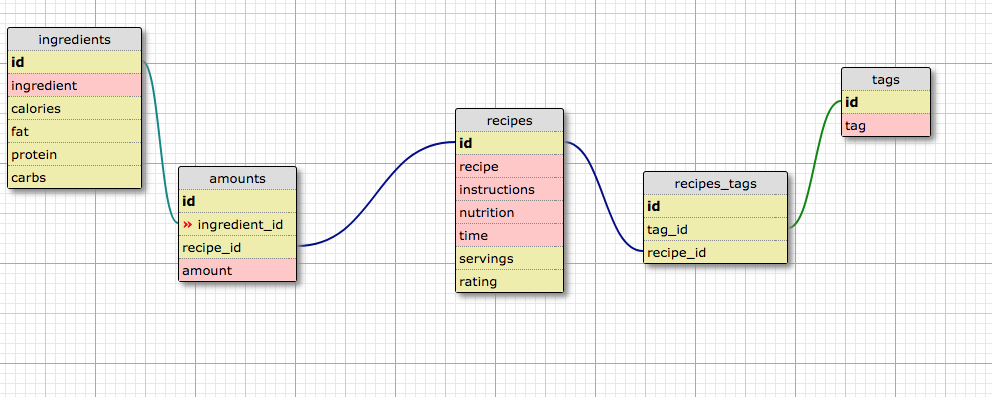 ingredients
id
ingredient
calories
fat
protein
carbs
amounts
id
» ingredient_id
recipe_id
amount
recipes
id
recipe
instructions
nutrition
time
servings
rating
recipes_tags
id
tag_id
recipe_id
tags
id
tag